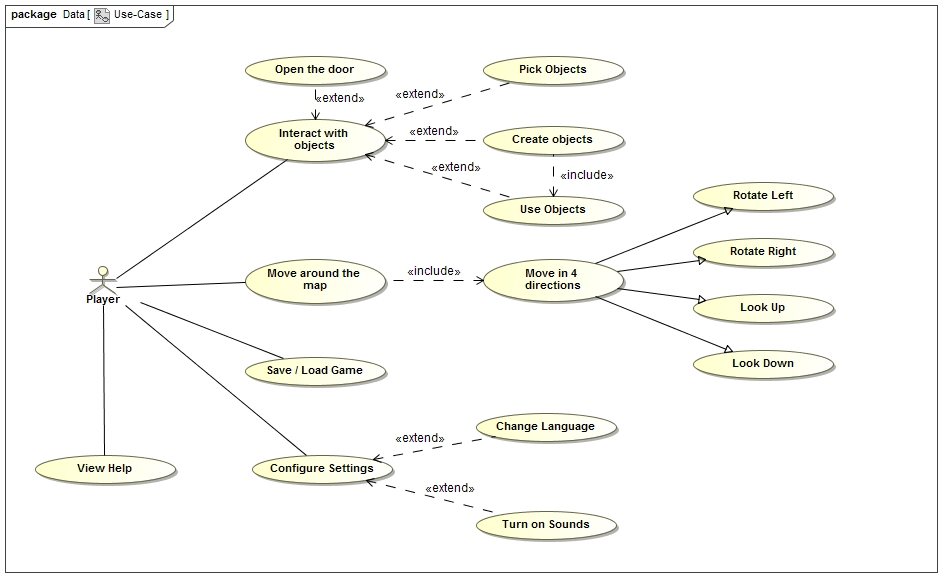 package Data [ Use-Case ]
Open the door
Pick Objects
«extend»
«extend»
Interact with
objects
«extend»
Create objects
«extend»
«include»
Use Objects
Rotate Left
Rotate Right
Move around the
map
«include»
Move in 4
directions
Player
Look Up
Look Down
Save / Load Game
Change Language
«extend»
View Help
Configure Settings
«extend»
Turn on Sounds